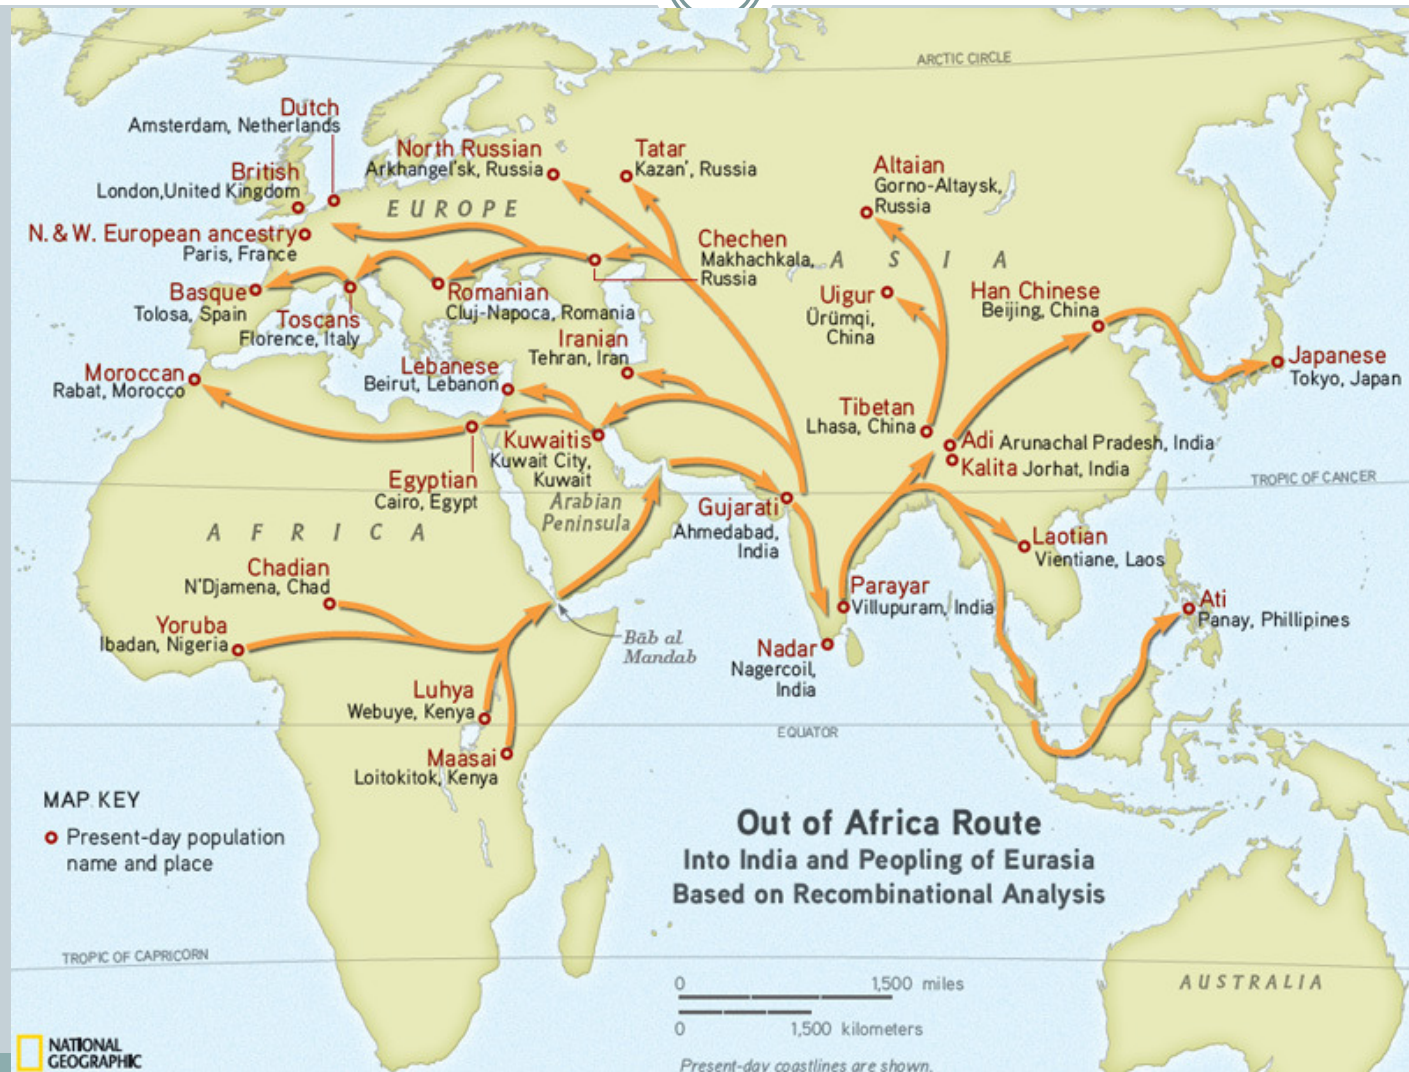 ARCTIC CIRCLE
Dutch
Amsterdam, Netherlands
British
London,United Kingdom
N. & W. European ancestry
Paris, France
EUROPE
North Russian
Arkhangel'sk, Russia
Tatar
Kazan', Russia
Altaian
Gorno-Altaysk,
Russia
Chechen
Makhachkala,
Russia
ASIA
Basque
Tolosa, Spain
Toscans
Florence, Italy
Romanian
Cluj-Napoca, Romania
Uigur
Ürümqi,
China
Han Chinese
Beijing, China
Japanese
Tokyo, Japan
Moroccan
Rabat, Morocco
Lebanese
Beirut, Lebanon
Iranian
Tehran, Iran
Kuwaitis
Kuwait City,
Kuwait
Egyptian
Cairo, Egypt
Arabian
Peninsula
Tibetan
Lhasa, China
Adi Arunachal Pradesh, India
Kalita Jorhat, India
TROPIC OF CANCER
Gujarati
Ahmedabad,
India
AFRICA
Chadian
N'Djamena, Chad
Yoruba
Ibadan, Nigeria
Bāb al
Mandab
Laotian
Vientiane, Laos
Parayar
Villupuram, India
Ati
Panay, Phillipines
Nadar
Nagercoil,
India
Luhya
Webuye, Kenya
Maasai
Loitokitok, Kenya
EQUATOR
MAP KEY
Present-day population
name and place
Out of Africa Route
Into India and Peopling of Eurasia
Based on Recombinational Analysis
TROPIC OF CAPRICORN
AUSTRALIA
0 1,500 miles
0 1,500 kilometers
Present-day coastlines are shown.
NATIONAL
GEOGRAPHIC